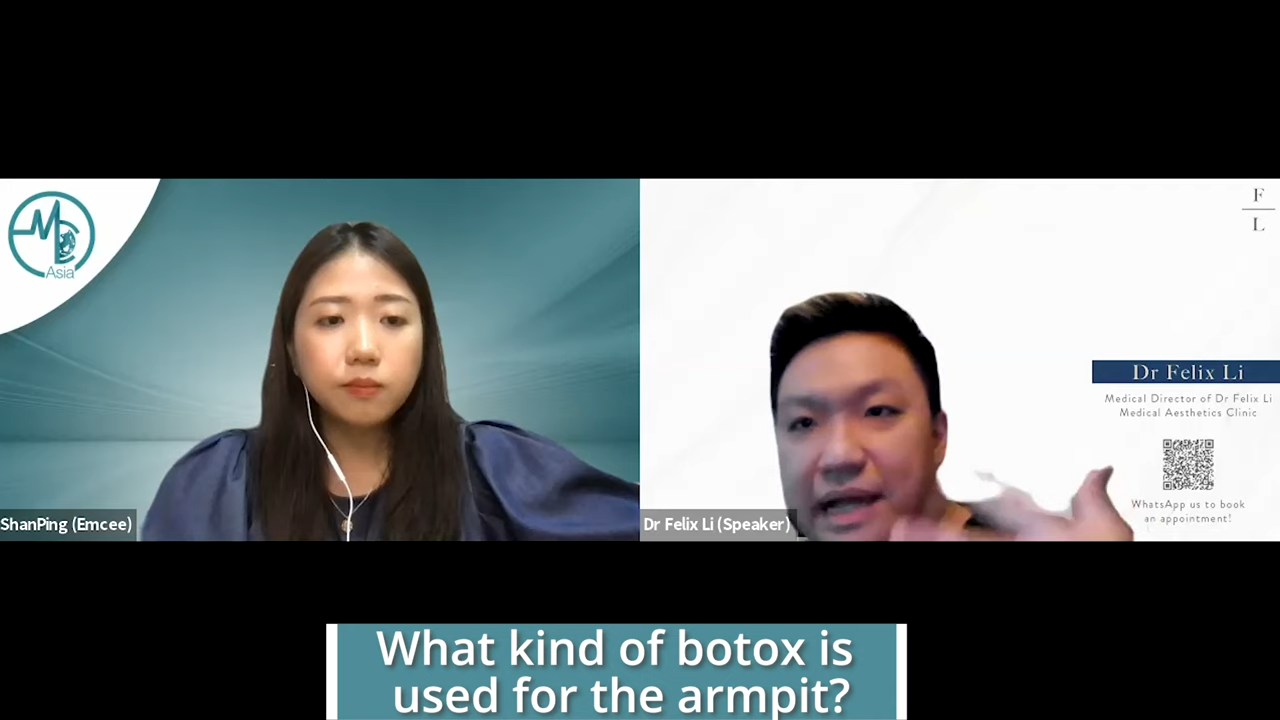 Asia
F
L
Dr Felix Li
Medical Director of Dr Felix Li
Medical Aesthetics Clinic
WhatsApp us to book
an appointment!
ShanPing (Emcee)
Dr Felix Li (Speaker)
What kind of botox is
used for the armpit?